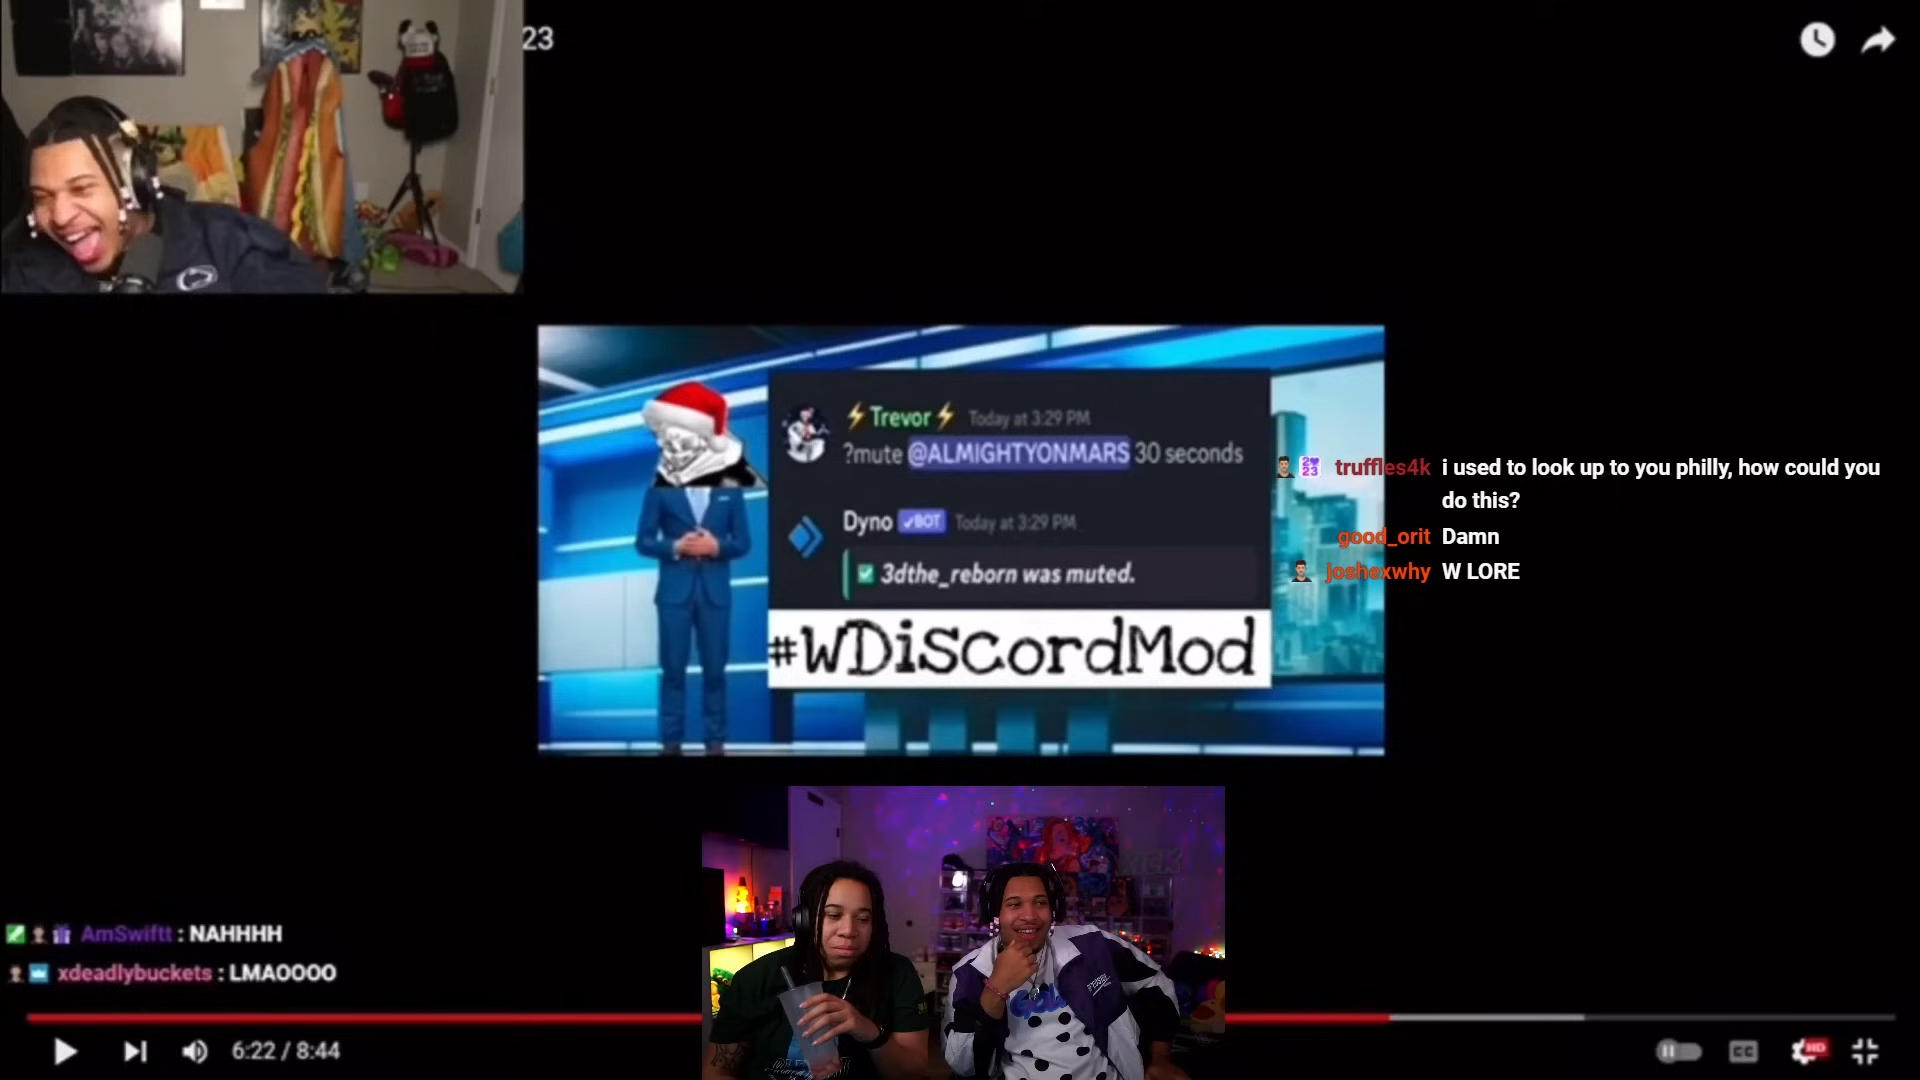 23
⚡Trevor⚡ Today at 3:29 PM
?mute @ALMIGHTYONMARS 30 seconds
Dyno ✓BOT Today at 3:29 PM
✅ 3dthe_reborn was muted.
#WDiscordMod
truffles4k i used to look up to you philly, how could you
do this?
good_orit Damn
joshexwhy W LORE
AmSwiftt : NAHHHH
xdeadlybuckets : LMAOOOO
6:22 / 8:44
CC
HD